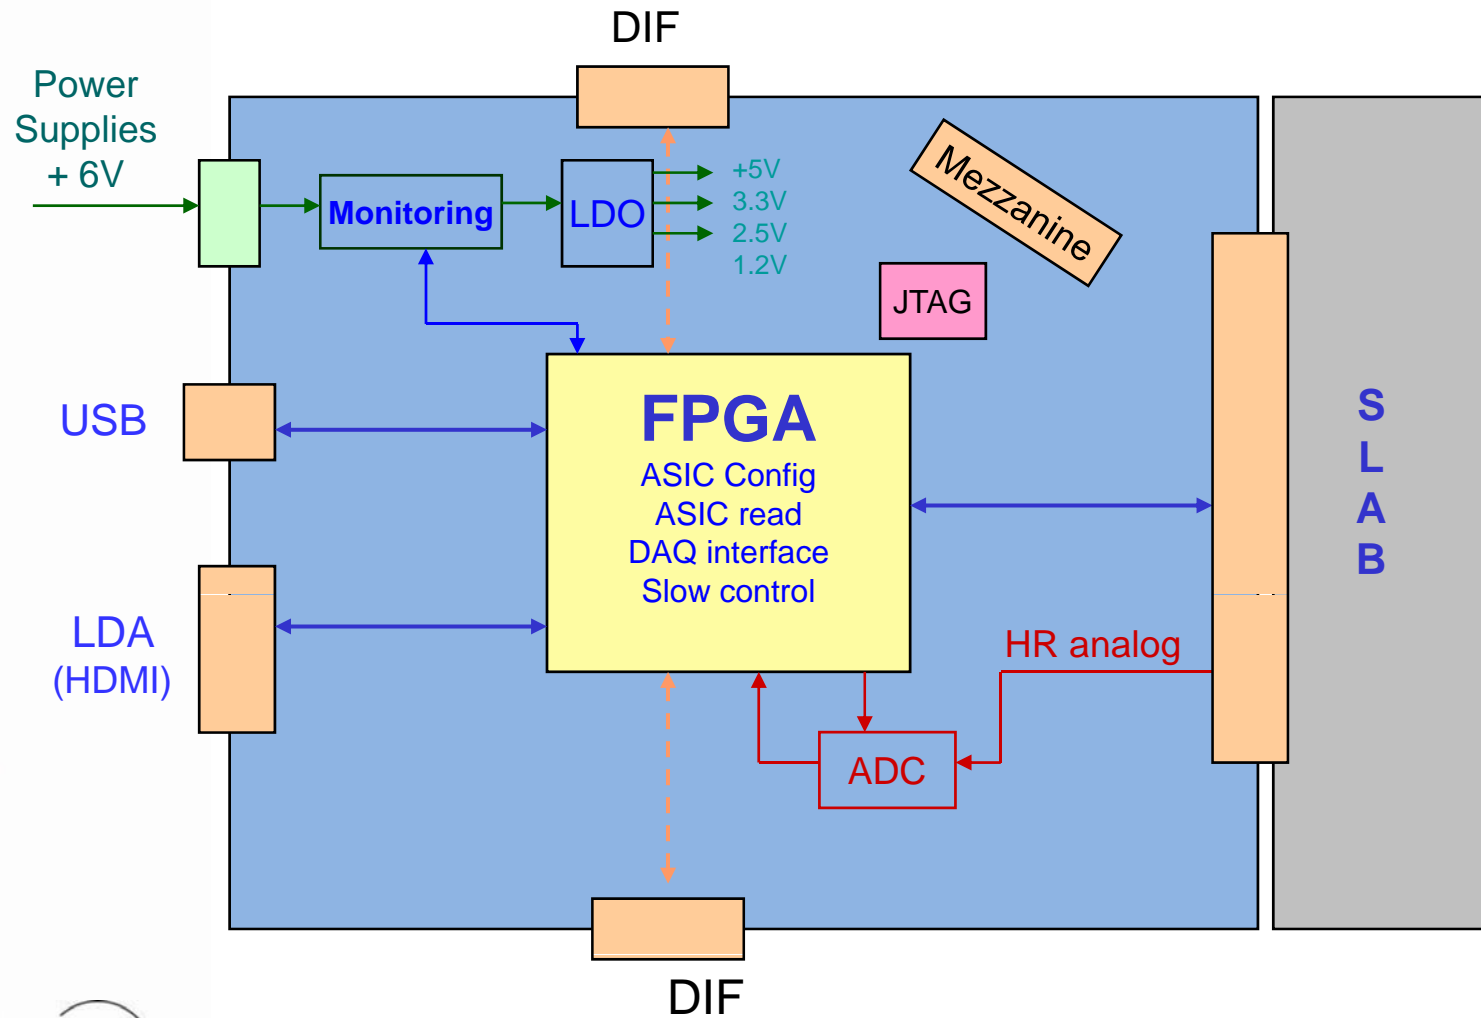 DIF
Power
Supplies
+ 6V
Monitoring
LDO
+5V
3.3V
2.5V
1.2V
Mezzanine
JTAG
USB
FPGA
ASIC Config
ASIC read
DAQ interface
Slow control
S
L
A
B
LDA
(HDMI)
HR analog
ADC
DIF